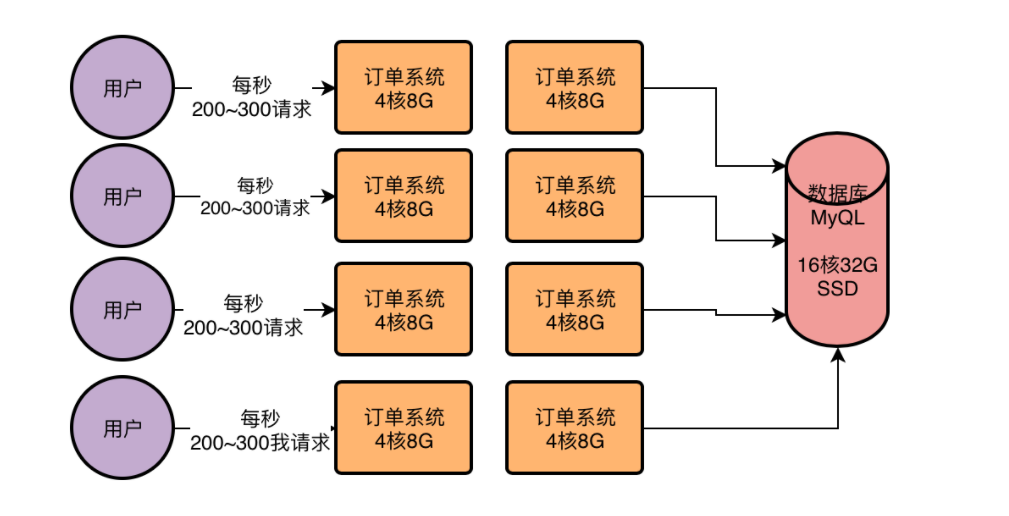 用户
每秒
200~300请求
订单系统
4核8G
订单系统
4核8G
用户
每秒
200~300请求
订单系统
4核8G
订单系统
4核8G
数据库
MyQL
16核32G
SSD
用户
每秒
200~300请求
订单系统
4核8G
订单系统
4核8G
用户
每秒
200~300我请求
订单系统
4核8G
订单系统
4核8G